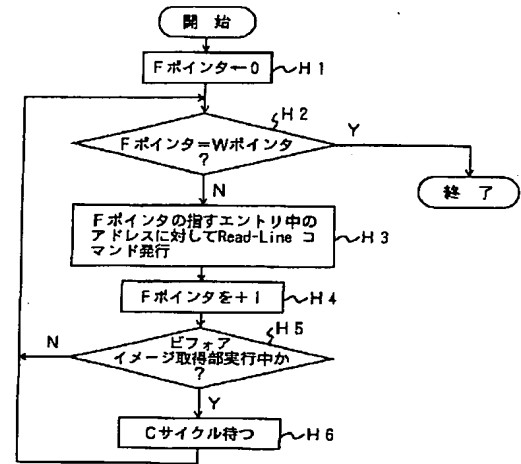 開 始
Fポインタ←0
H1
H2
Fポインタ=Wポインタ
?
Y
N
終 了
Fポインタの指すエントリ中の
アドレスに対してRead-Line コ
マンド発行
H3
Fポインタを+1
H4
H5
ビフォア
イメージ取得部実行中か
?
N
Y
Cサイクル待つ
H6